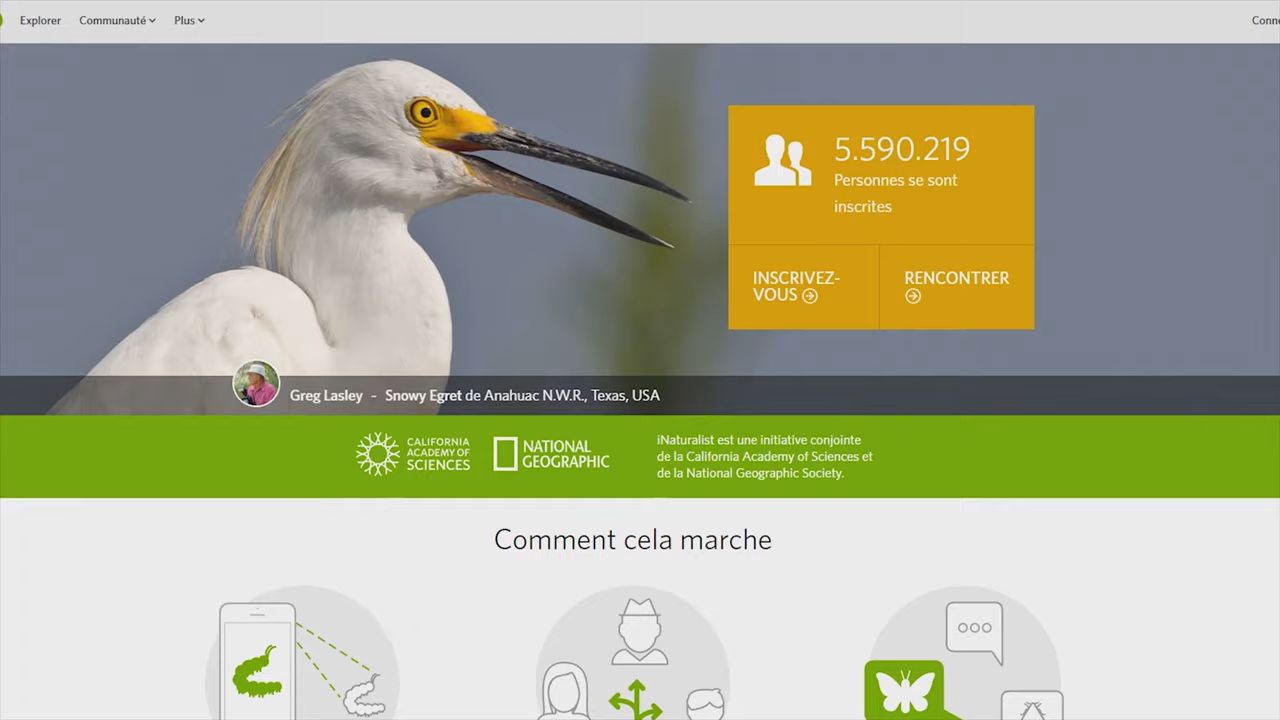 Explorer Communauté Plus
5.590.219
Personnes se sont
inscrites
INSCRIVEZ-
VOUS
RENCONTRER
Greg Lasley - Snowy Egret de Anahuac N.W.R., Texas, USA
CALIFORNIA
ACADEMY OF
SCIENCES
NATIONAL
GEOGRAPHIC
iNaturalist est une initiative conjointe
de la California Academy of Sciences et
de la National Geographic Society.
Comment cela marche